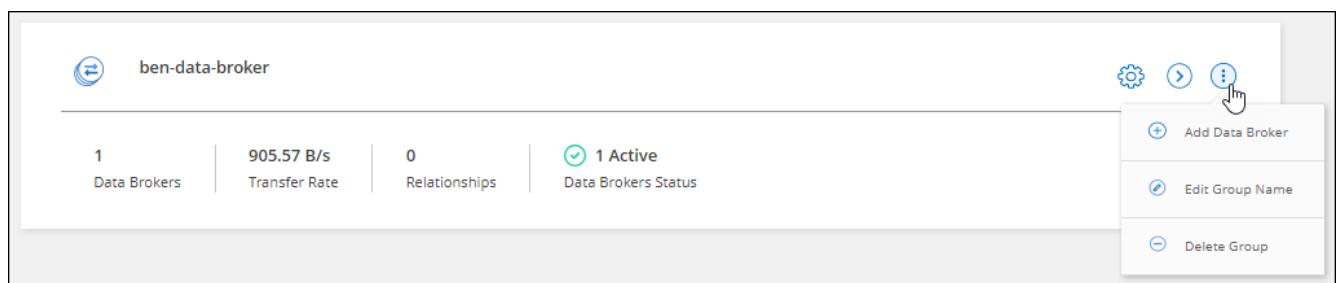 ben-data-broker
1
Data Brokers
905.57 B/s
Transfer Rate
0
Relationships
1 Active
Data Brokers Status
Add Data Broker
Edit Group Name
Delete Group